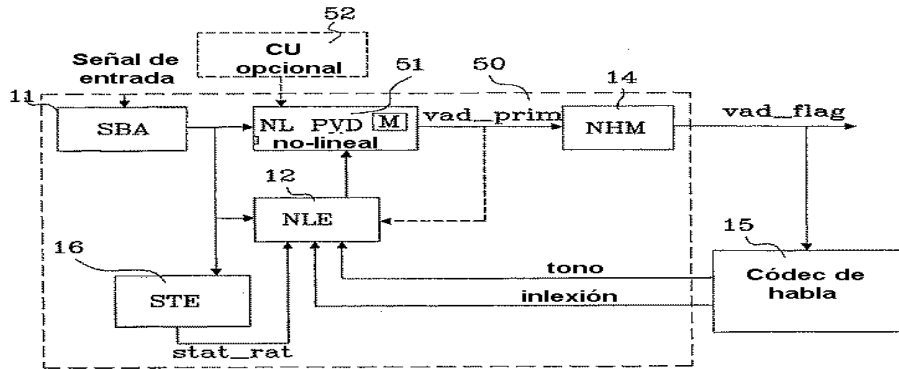 52
CU
opcional
Señal de
entrada
51
50
14
11
SBA
NL PVD M
no-lineal
vad_prim
NHM
vad_flag
12
NLE
15
Códec de
habla
16
STE
tono
inlexión
stat_rat